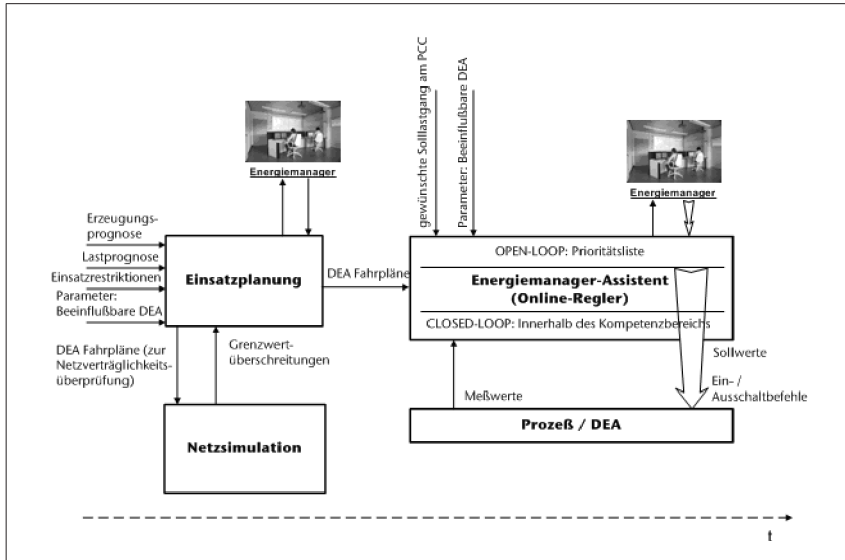 gewünschte Solllastgang am PCC
Parameter: Beeinflußbare DEA
Energiemanager
Energiemanager
Erzeugungs-
prognose
Lastprognose
Einsatzrestriktionen
Parameter:
Beeinflußbare DEA
Einsatzplanung
DEA Fahrpläne
OPEN-LOOP: Prioritätsliste
Energiemanager-Assistent
(Online-Regler)
CLOSED-LOOP: Innerhalb des Kompetenzbereichs
DEA Fahrpläne (zur
Netzverträglichkeits-
überprüfung)
Grenzwert-
überschreitungen
Meßwerte
Sollwerte
Ein- /
Ausschaltbefehle
Netzsimulation
Prozeß / DEA
t